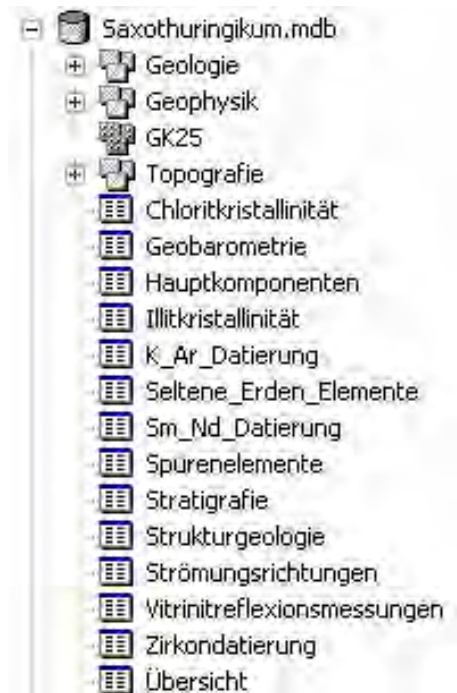 Saxothuringikum.mdb
Geologie
Geophysik
GK25
Topografie
Chloritkristallinität
Geobarometrie
Hauptkomponenten
Illitkristallinität
K_Ar_Datierung
Seltene_Erden_Elemente
Sm_Nd_Datierung
Spurenelemente
Stratigrafie
Strukturgeologie
Strömungsrichtungen
Vitrinitreflexionsmessungen
Zirkondatierung
Übersicht